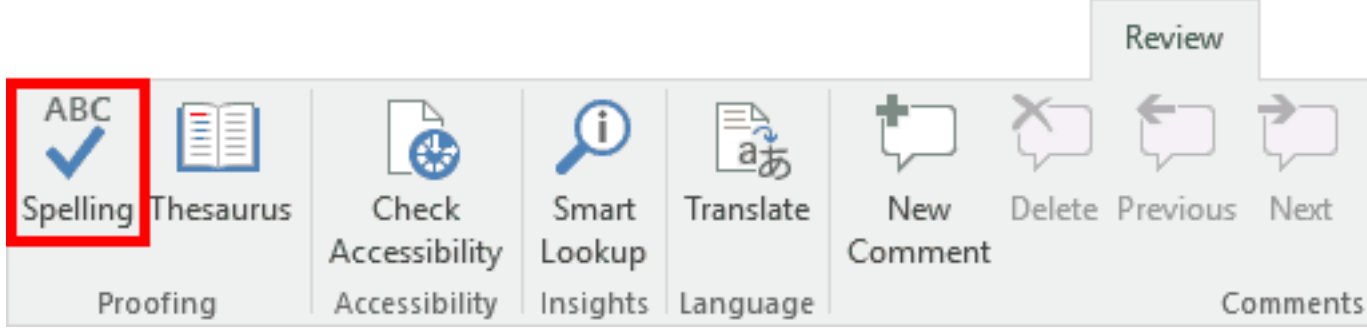 Review
ABC
Spelling
Thesaurus
Check
Accessibility
Smart
Lookup
aあ
Translate
New
Comment
Delete
Previous
Next
Proofing
Accessibility
Insights
Language
Comments